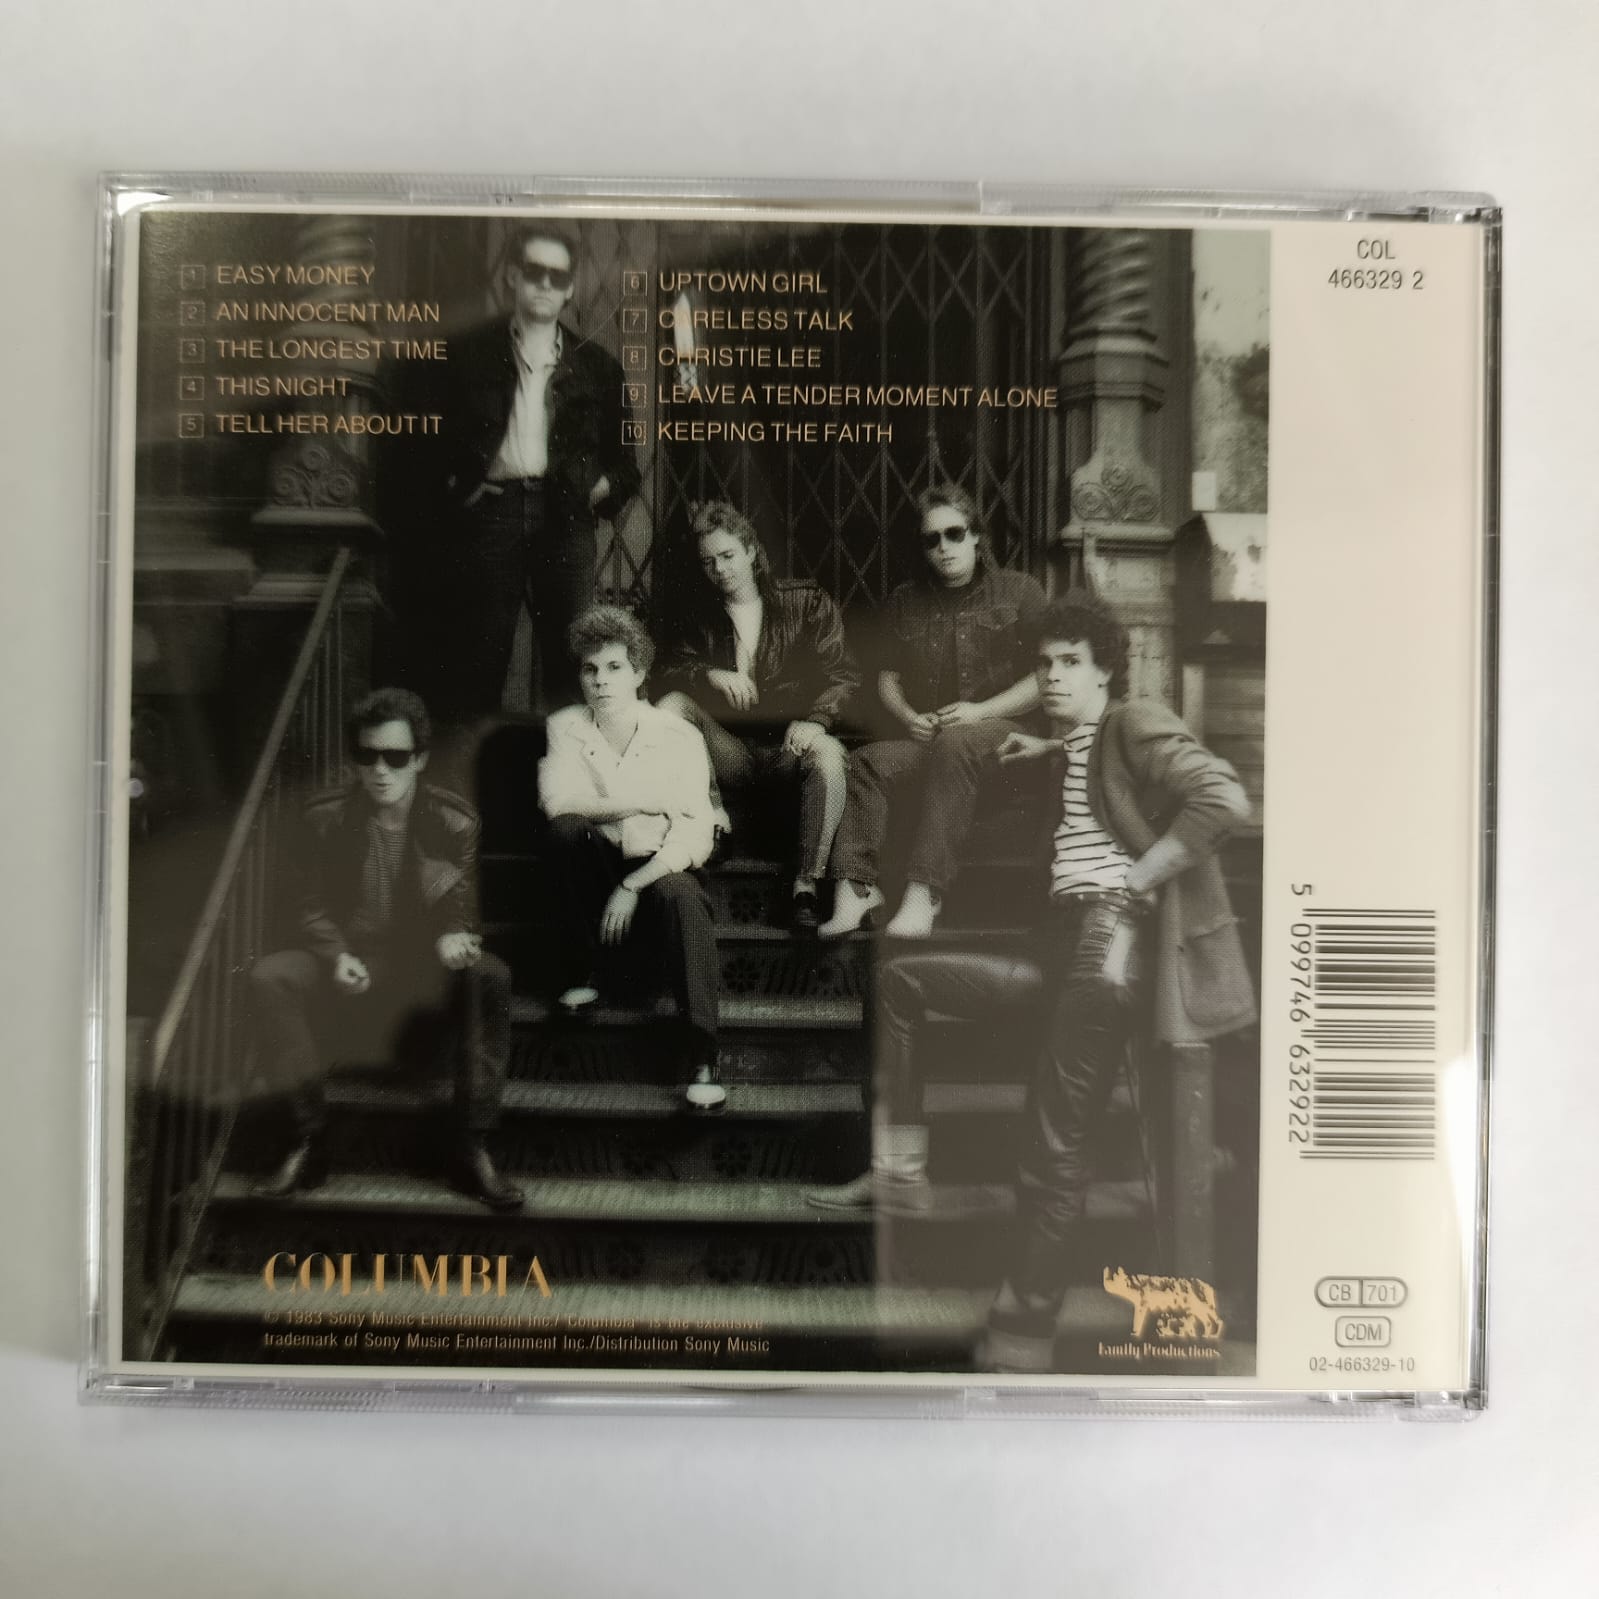 1 EASY MONEY
2 AN INNOCENT MAN
3 THE LONGEST TIME
4 THIS NIGHT
5 TELL HER ABOUT IT
6 UPTOWN GIRL
7 CARELESS TALK
8 CHRISTIE LEE
9 LEAVE A TENDER MOMENT ALONE
10 KEEPING THE FAITH
COL
466329 2
5 099746 632922
COLUMBIA
© 1983 Sony Music Entertainment Inc./"Columbia" is the exclusive
trademark of Sony Music Entertainment Inc./Distribution Sony Music
Family Productions
CB 701
CDM
02-466329-10